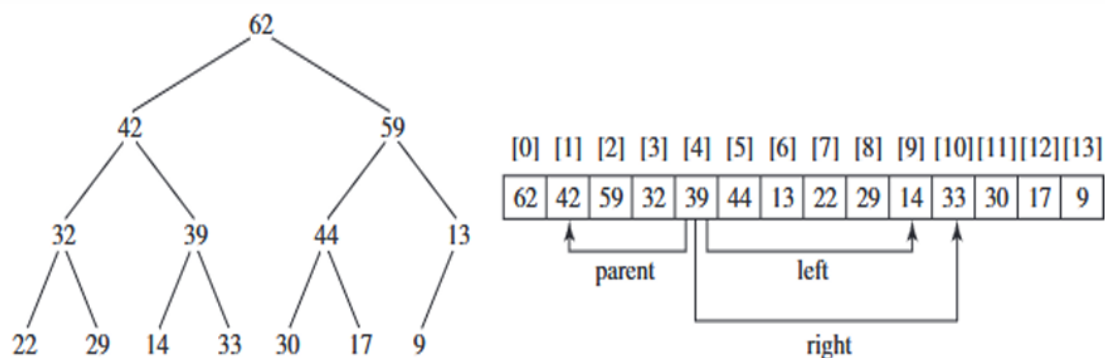 62
42 59
32 39 44 13
22 29 14 33 30 17 9
[0] [1] [2] [3] [4] [5] [6] [7] [8] [9] [10][11][12][13]
62 42 59 32 39 44 13 22 29 14 33 30 17 9
parent left
right